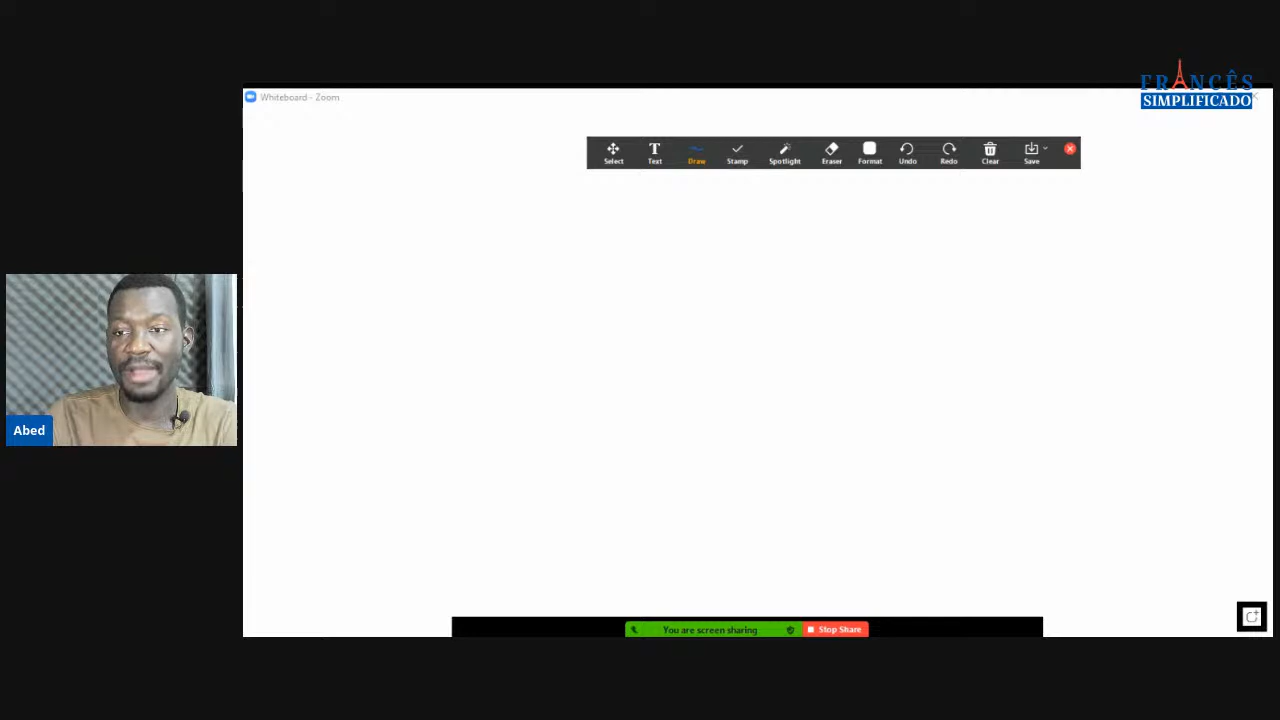 FRANCÊS
SIMPLIFICADO
Whiteboard - Zoom
Select
Text
Draw
Stamp
Spotlight
Eraser
Format
Undo
Redo
Clear
Save
Abed
You are screen sharing
Stop Share